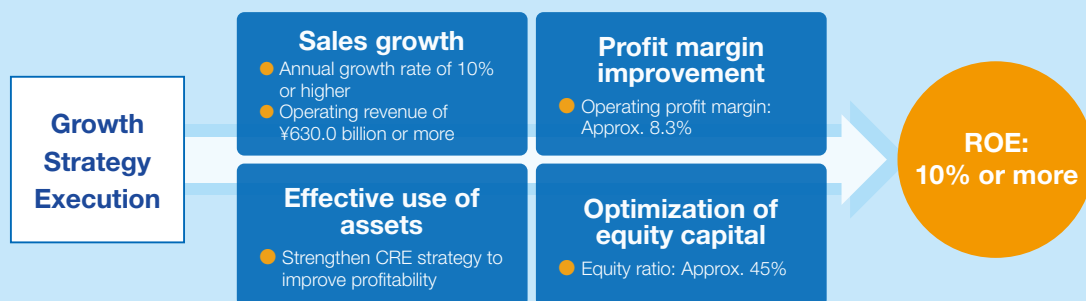 Growth
Strategy
Execution
Sales growth
Annual growth rate of 10%
or higher
Operating revenue of
¥630.0 billion or more
Profit margin
improvement
Operating profit margin:
Approx. 8.3%
Effective use of
assets
Strengthen CRE strategy to
improve profitability
Optimization of
equity capital
Equity ratio: Approx. 45%
ROE:
10% or more